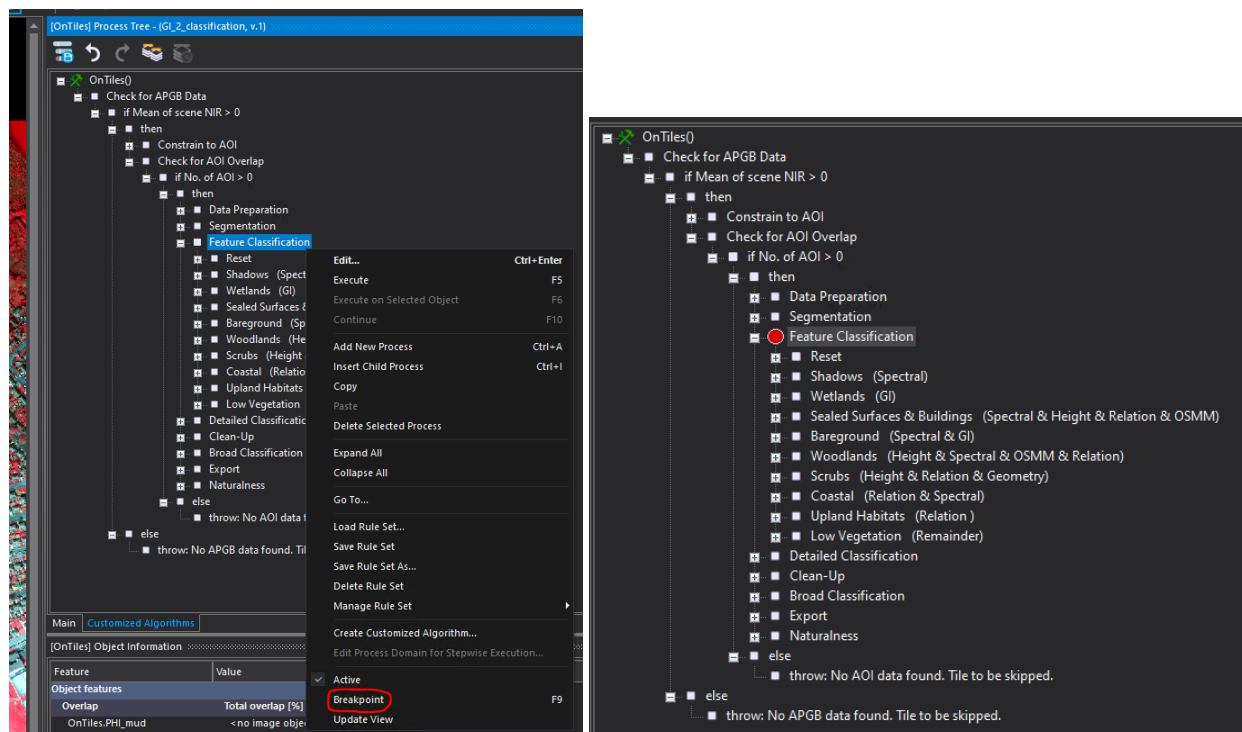 [OnTiles] Process Tree - (GI_2_classification, v.1)
OnTiles()
Check for APGB Data
if Mean of scene NIR > 0
then
Constrain to AOI
Check for AOI Overlap
if No. of AOI > 0
then
Data Preparation
Segmentation
Feature Classification
Reset
Shadows (Spect
Wetlands (GI)
Sealed Surfaces &
Bareground (Sp
Woodlands (He
Scrubs (Height
Coastal (Relatio
Upland Habitats
Low Vegetation
Detailed Classificatic
Clean-Up
Broad Classification
Export
Naturalness
else
throw: No AOI data f
else
throw: No APGB data found. Til
Main Customized Algorithms
[OnTiles] Object Information
Feature Value
Object features
Overlap Total overlap [%]
OnTiles.PHI_mud <no image obje
Edit... Ctrl+Enter
Execute F5
Execute on Selected Object F6
Continue F10
Add New Process Ctrl+A
Insert Child Process Ctrl+I
Copy
Paste
Delete Selected Process
Expand All
Collapse All
Go To...
Load Rule Set...
Save Rule Set
Save Rule Set As...
Delete Rule Set
Manage Rule Set
Create Customized Algorithm...
Edit Process Domain for Stepwise Execution...
Active
Breakpoint F9
Update View
OnTiles()
Check for APGB Data
if Mean of scene NIR > 0
then
Constrain to AOI
Check for AOI Overlap
if No. of AOI > 0
then
Data Preparation
Segmentation
Feature Classification
Reset
Shadows (Spectral)
Wetlands (GI)
Sealed Surfaces & Buildings (Spectral & Height & Relation & OSMM)
Bareground (Spectral & GI)
Woodlands (Height & Spectral & OSMM & Relation)
Scrubs (Height & Relation & Geometry)
Coastal (Relation & Spectral)
Upland Habitats (Relation )
Low Vegetation (Remainder)
Detailed Classification
Clean-Up
Broad Classification
Export
Naturalness
else
throw: No AOI data found. Tile to be skipped.
else
throw: No APGB data found. Tile to be skipped.